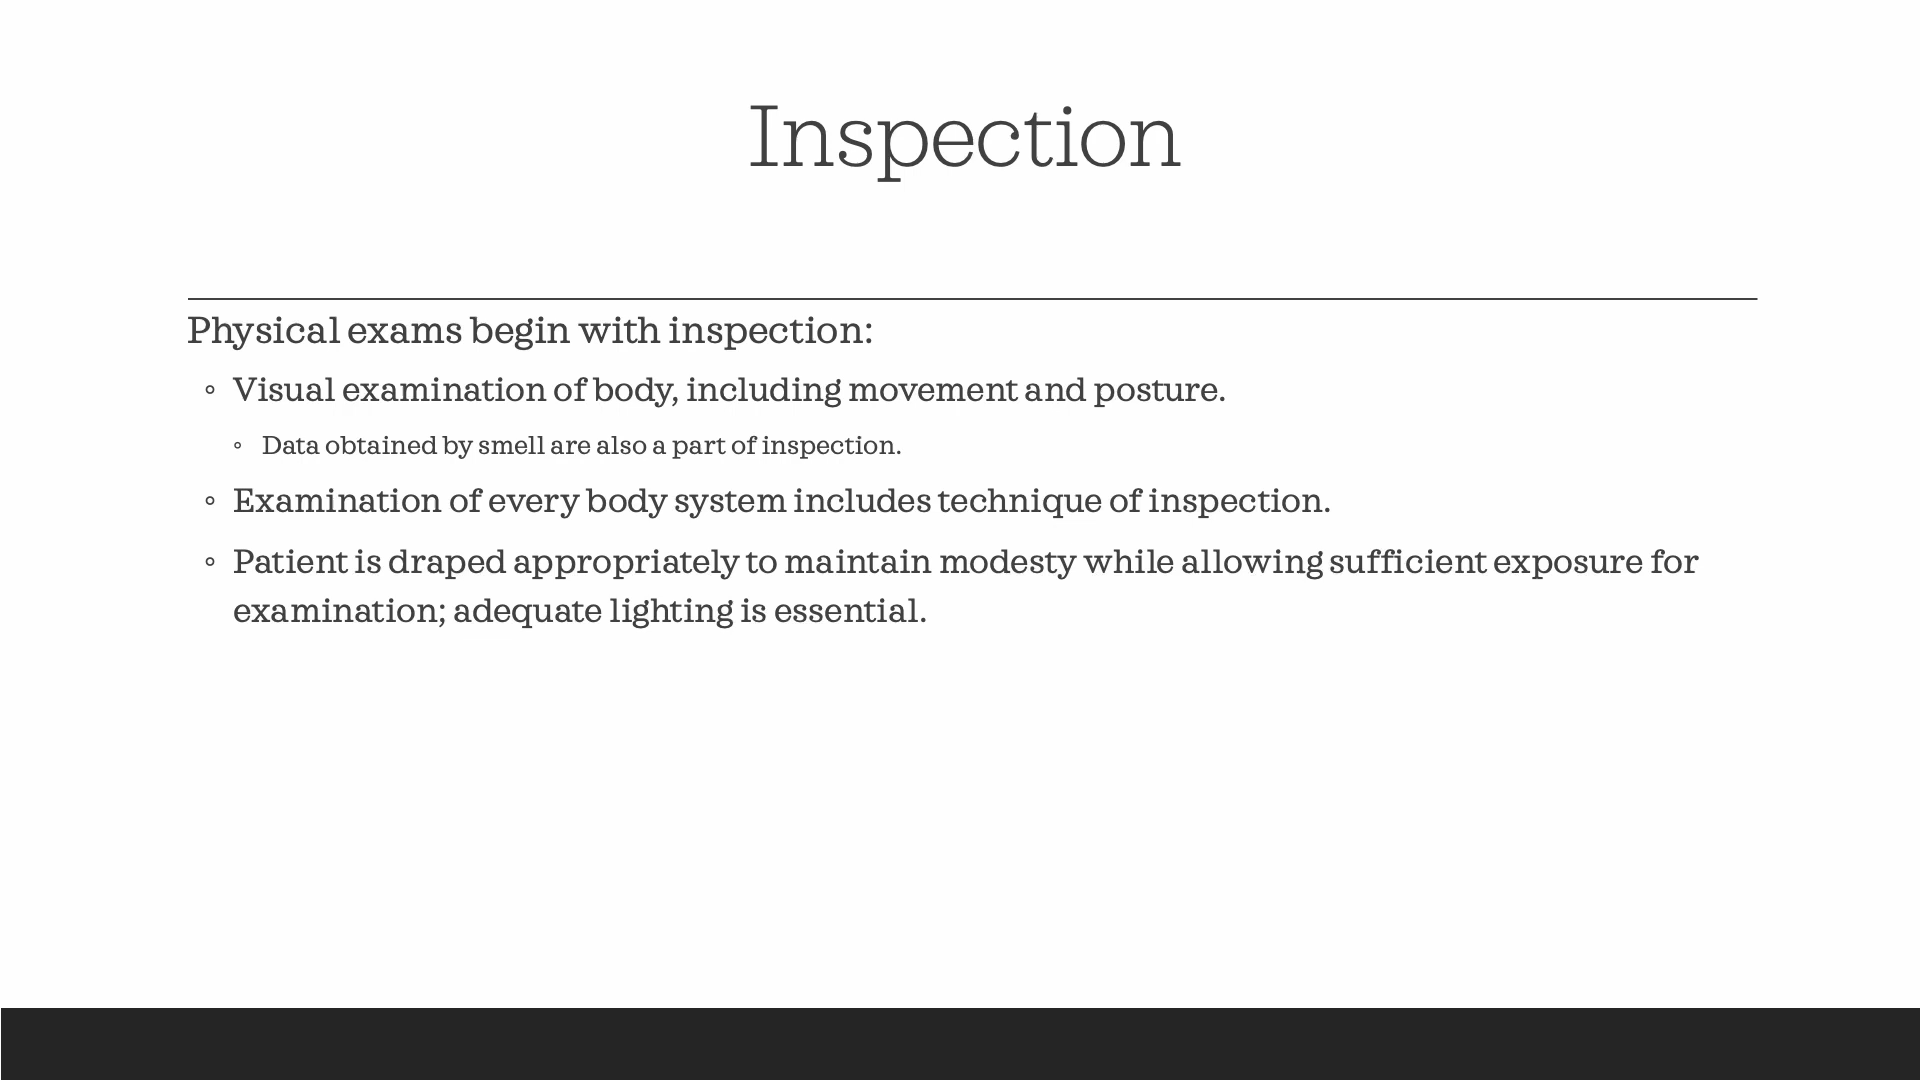 Inspection
Physical exams begin with inspection:
◦ Visual examination of body, including movement and posture.
◦ Data obtained by smell are also a part of inspection.
◦ Examination of every body system includes technique of inspection.
◦ Patient is draped appropriately to maintain modesty while allowing sufficient exposure for
examination; adequate lighting is essential.